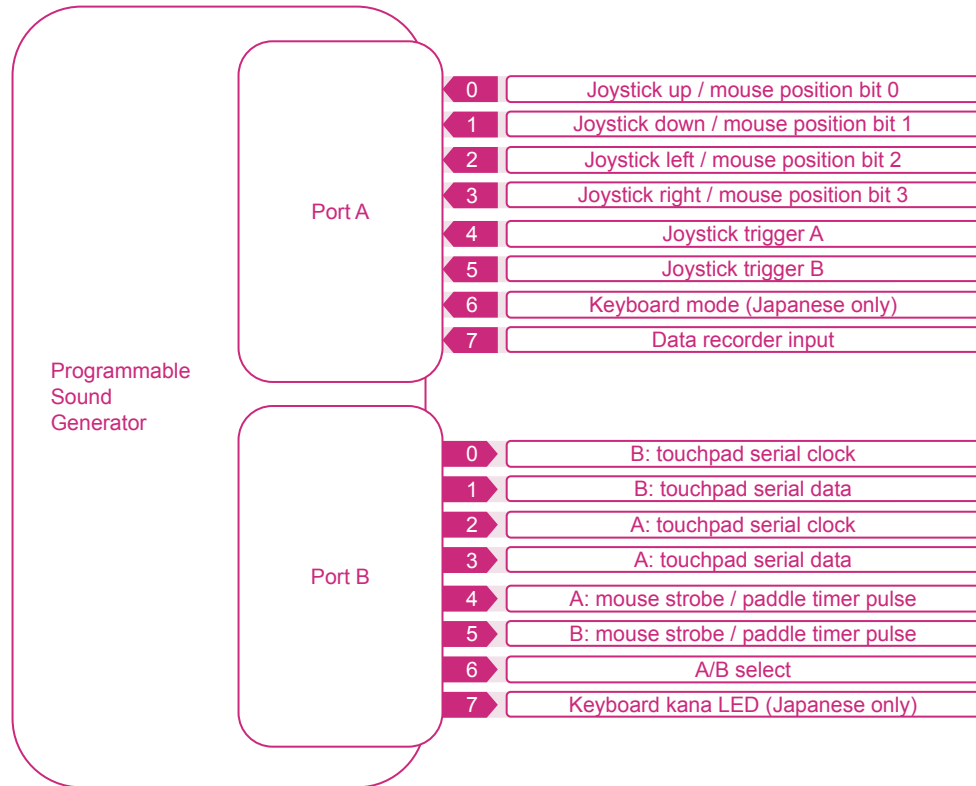 Programmable
Sound
Generator
Port A
0 Joystick up / mouse position bit 0
1 Joystick down / mouse position bit 1
2 Joystick left / mouse position bit 2
3 Joystick right / mouse position bit 3
4 Joystick trigger A
5 Joystick trigger B
6 Keyboard mode (Japanese only)
7 Data recorder input
Port B
0 B: touchpad serial clock
1 B: touchpad serial data
2 A: touchpad serial clock
3 A: touchpad serial data
4 A: mouse strobe / paddle timer pulse
5 B: mouse strobe / paddle timer pulse
6 A/B select
7 Keyboard kana LED (Japanese only)